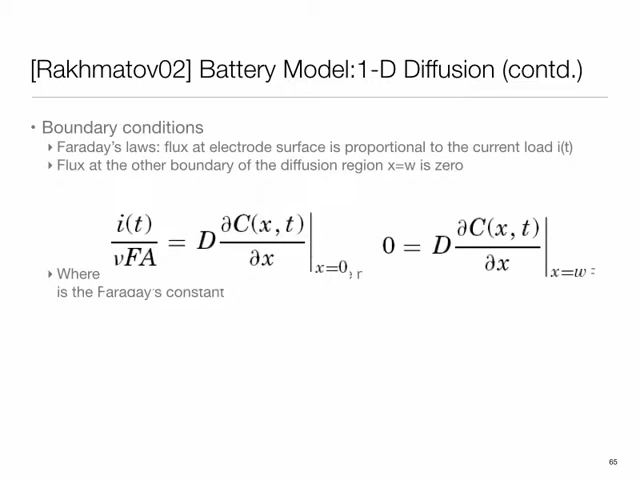 [Rakhmatov02] Battery Model:1-D Diffusion (contd.)
• Boundary conditions
‣ Faraday's laws: flux at electrode surface is proportional to the current load i(t)
‣ Flux at the other boundary of the diffusion region x=w is zero
i(t)/νFA = D ∂C(x, t)/∂x |x=0
0 = D ∂C(x, t)/∂x |x=w
‣ Where
is the Faraday's constant
65